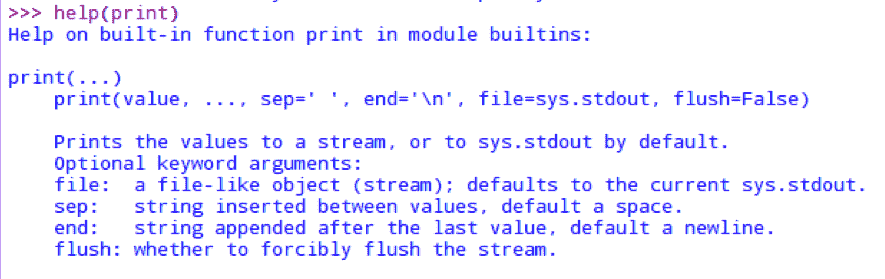 >>> help(print)
Help on built-in function print in module builtins:
print(...)
print(value, ..., sep=' ', end='\n', file=sys.stdout, flush=False)
Prints the values to a stream, or to sys.stdout by default.
Optional keyword arguments:
file:  a file-like object (stream); defaults to the current sys.stdout.
sep:   string inserted between values, default a space.
end:   string appended after the last value, default a newline.
flush: whether to forcibly flush the stream.